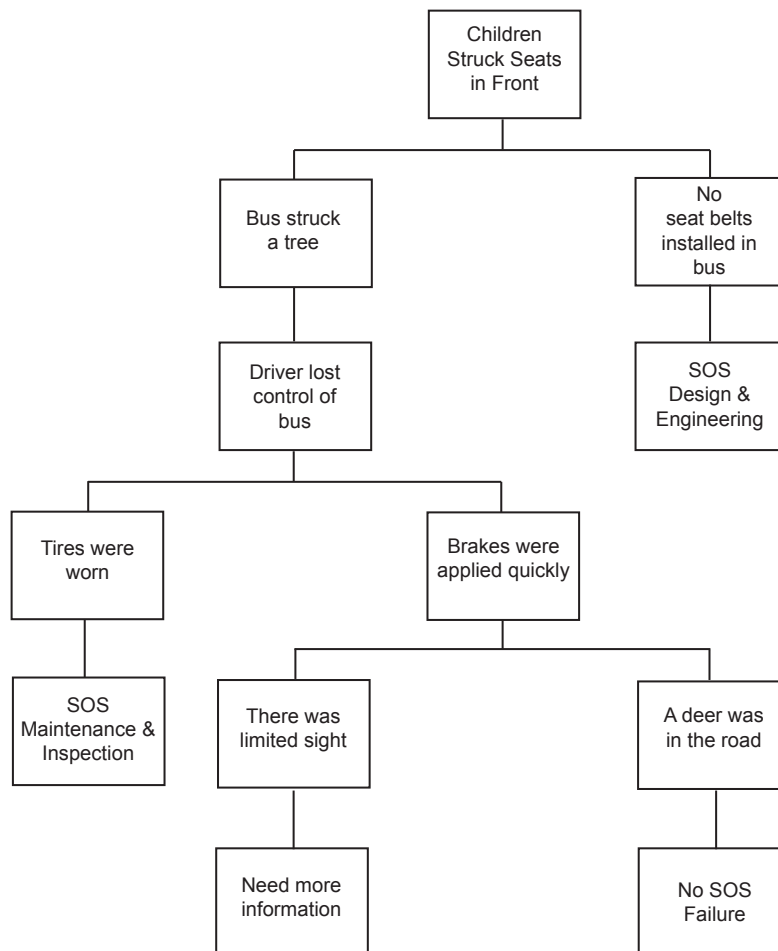 Children
Struck Seats
in Front
Bus struck
a tree
No
seat belts
installed in
bus
Driver lost
control of
bus
SOS
Design &
Engineering
Tires were
worn
Brakes were
applied quickly
SOS
Maintenance &
Inspection
There was
limited sight
A deer was
in the road
Need more
information
No SOS
Failure